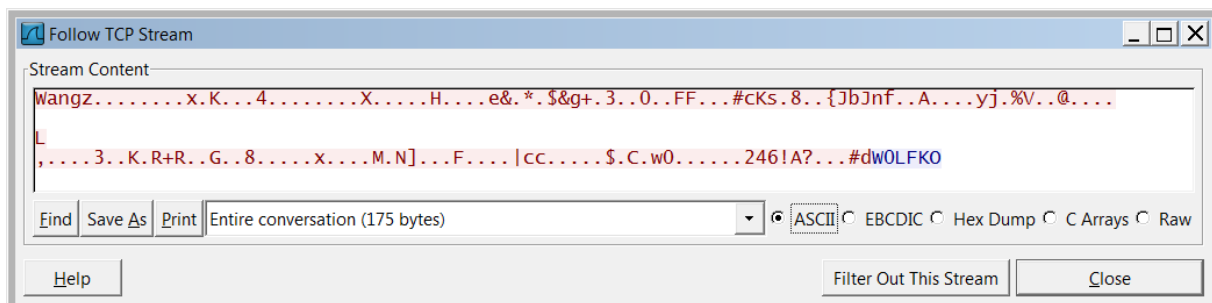 Follow TCP Stream
Stream Content
Wangz........x.K...4........X.....H....e&.*.$&g+.3..0..FF...#cKs.8..{JbJnf..A....yj.%V..@....
L
,....3..K.R+R..G..8.....x....M.N]...F....|cc.....$.C.w0......246!A?...#dWOLFKO
Find Save As Print Entire conversation (175 bytes) ASCII EBCDIC Hex Dump C Arrays Raw
Help Filter Out This Stream Close